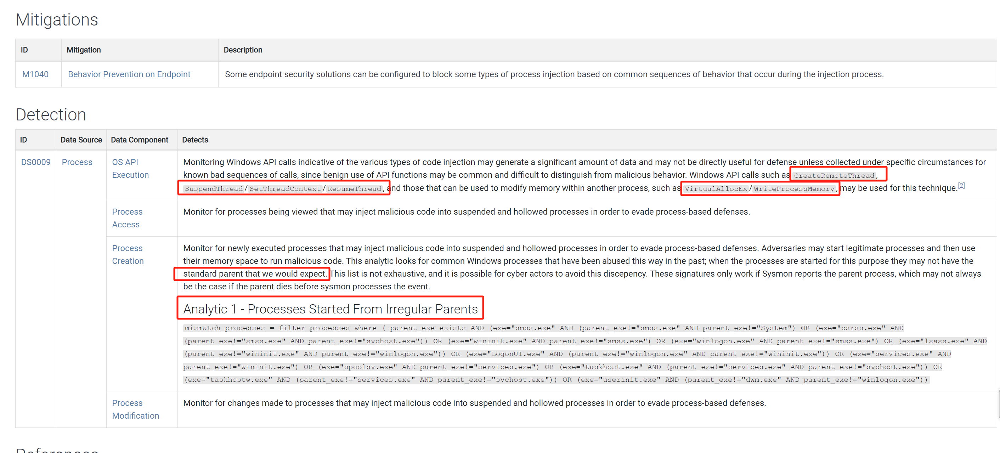 Mitigations
ID Mitigation Description
M1040 Behavior Prevention on Endpoint Some endpoint security solutions can be configured to block some types of process injection based on common sequences of behavior that occur during the injection process.
Detection
ID Data Source Data Component Detects
DS0009 Process OS API Execution
Monitoring Windows API calls indicative of the various types of code injection may generate a significant amount of data and may not be directly useful for defense unless collected under specific circumstances for
known bad sequences of calls, since benign use of API functions may be common and difficult to distinguish from malicious behavior. Windows API calls such as CreateRemoteThread,
SuspendThread/SetThreadContext/ResumeThread, and those that can be used to modify memory within another process, such as VirtualAllocEx/WriteProcessMemory, may be used for this technique.[2]
Process Access
Monitor for processes being viewed that may inject malicious code into suspended and hollowed processes in order to evade process-based defenses.
Process Creation
Monitor for newly executed processes that may inject malicious code into suspended and hollowed processes in order to evade process-based defenses. Adversaries may start legitimate processes and then use
their memory space to run malicious code. This analytic looks for common Windows processes that have been abused this way in the past; when the processes are started for this purpose they may not have the
standard parent that we would expect. This list is not exhaustive, and it is possible for cyber actors to avoid this discepency. These signatures only work if Sysmon reports the parent process, which may not always
be the case if the parent dies before sysmon processes the event.
Analytic 1 - Processes Started From Irregular Parents
mismatch_processes = filter processes where ( parent_exe exists AND (exe="smss.exe" AND (parent_exe!="smss.exe" AND parent_exe!="System") OR (exe="csrss.exe" AND
(parent_exe!="smss.exe" AND parent_exe!="svchost.exe")) OR (exe="wininit.exe" AND parent_exe!="smss.exe") OR (exe="winlogon.exe" AND parent_exe!="smss.exe") OR (exe="lsass.exe" AND
(parent_exe!="wininit.exe" AND parent_exe!="winlogon.exe")) OR (exe="LogonUI.exe" AND (parent_exe!="winlogon.exe" AND parent_exe!="wininit.exe")) OR (exe="services.exe" AND
parent_exe!="wininit.exe") OR (exe="spoolsv.exe" AND parent_exe!="services.exe") OR (exe="taskhost.exe" AND (parent_exe!="services.exe" AND parent_exe!="svchost.exe")) OR
(exe="taskhostw.exe" AND (parent_exe!="services.exe" AND parent_exe!="svchost.exe")) OR (exe="userinit.exe" AND (parent_exe!="dwm.exe" AND parent_exe!="winlogon.exe"))
Process Modification
Monitor for changes made to processes that may inject malicious code into suspended and hollowed processes in order to evade process-based defenses.
References